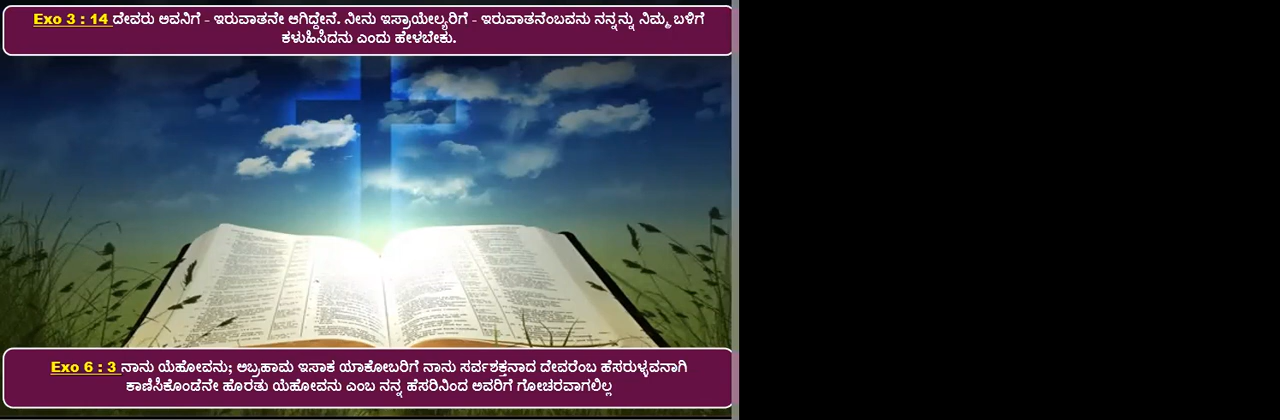 Exo 3 : 14 ದೇವರು ಅವನಿಗೆ - ಇರುವಾತನೇ ಆಗಿದ್ದೇನೆ. ನೀನು ಇಸ್ರಾಯೇಲ್ಯರಿಗೆ - ಇರುವಾತನೆಂಬವನು ನನ್ನನ್ನು ನಿಮ್ಮ ಬಳಿಗೆ
ಕಳುಹಿಸಿದನು ಎಂದು ಹೇಳಬೇಕು.
Exo 6 : 3 ನಾನು ಯೆಹೋವನು; ಅಬ್ರಹಾಮ ಇಸಾಕ ಯಾಕೋಬರಿಗೆ ನಾನು ಸರ್ವಶಕ್ತನಾದ ದೇವರೆಂಬ ಹೆಸರುಳ್ಳವನಾಗಿ
ಕಾಣಿಸಿಕೊಂಡೆನೇ ಹೊರತು ಯೆಹೋವನು ಎಂಬ ನನ್ನ ಹೆಸರಿನಿಂದ ಅವರಿಗೆ ಗೋಚರವಾಗಲಿಲ್ಲ